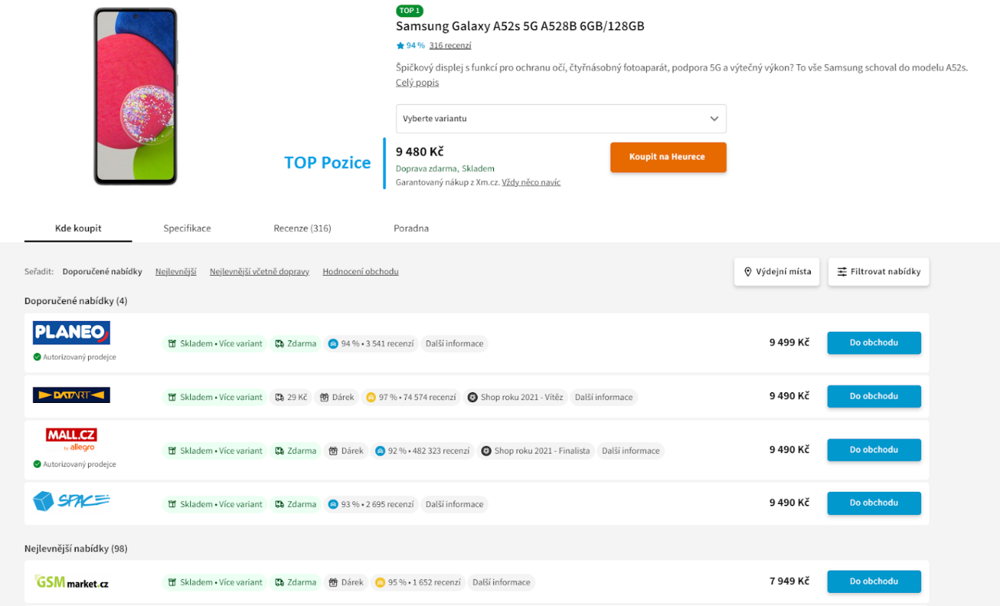 TOP 1
Samsung Galaxy A52s 5G A528B 6GB/128GB
94 % 316 recenzí
Špičkový displej s funkcí pro ochranu očí, čtyřnásobný fotoaparát, podpora 5G a výtečný výkon? To vše Samsung schoval do modelu A52s.
Celý popis
Vyberte variantu
TOP Pozice
9 480 Kč
Doprava zdarma, Skladem
Garantovaný nákup z Xm.cz. Vždy něco navíc
Koupit na Heurece
Kde koupit Specifikace Recenze (316) Poradna
Seřadit: Doporučené nabídky Nejlevnější Nejlevnější včetně dopravy Hodnocení obchodu Výdejní místa Filtrovat nabídky
Doporučené nabídky (4)
PLANEO
Autorizovaný prodejce
Skladem • Více variant Zdarma 94 % • 3 541 recenzí Další informace 9 499 Kč Do obchodu
DATART
Skladem • Více variant 29 Kč Dárek 97 % • 74 574 recenzí Shop roku 2021 - Vítěz Další informace 9 490 Kč Do obchodu
MALL.CZ
by allegro
Autorizovaný prodejce
Skladem • Více variant Zdarma Dárek 92 % • 482 323 recenzí Shop roku 2021 - Finalista Další informace 9 490 Kč Do obchodu
SPACE
Skladem • Více variant Zdarma 93 % • 2 695 recenzí Další informace 9 490 Kč Do obchodu
Nejlevnější nabídky (98)
GSMmarket.cz
Skladem • Více variant Zdarma Dárek 95 % • 1 652 recenzí Další informace 7 949 Kč Do obchodu